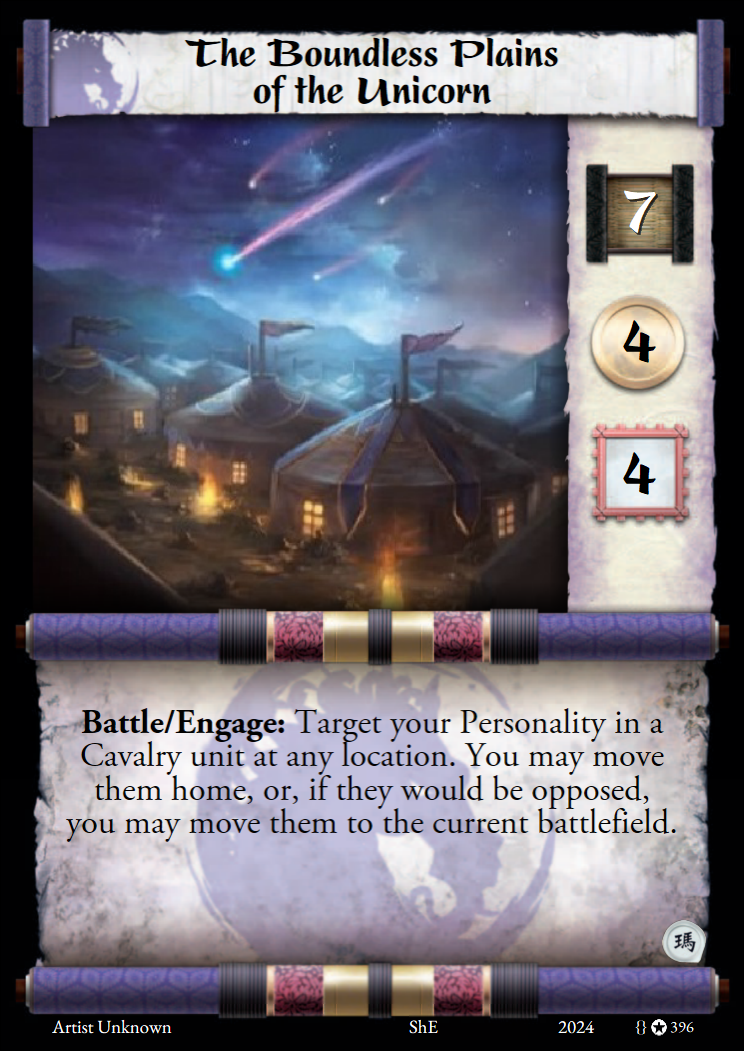 The Boundless Plains
of the Unicorn
7
4
4
Battle/Engage: Target your Personality in a
Cavalry unit at any location. You may move
them home, or, if they would be opposed,
you may move them to the current battlefield.
瑪
Artist Unknown ShE 2024 {} ✪ 396